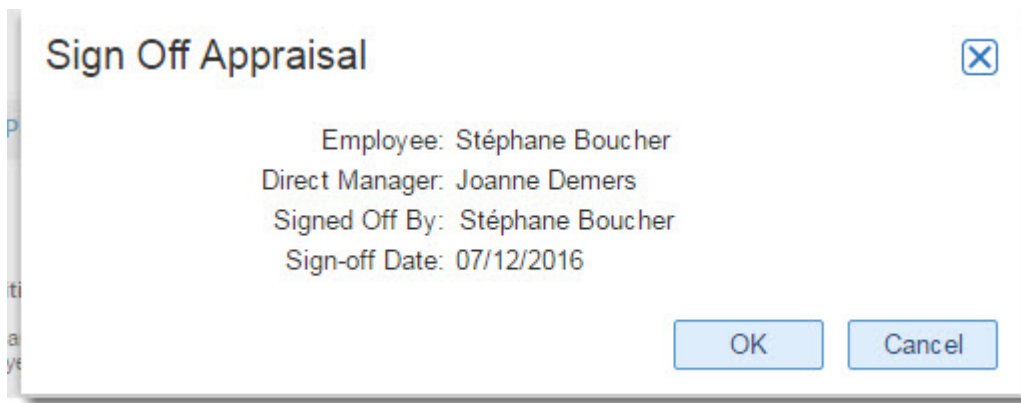 Sign Off Appraisal
Employee: Stéphane Boucher
Direct Manager: Joanne Demers
Signed Off By: Stéphane Boucher
Sign-off Date: 07/12/2016
OK Cancel